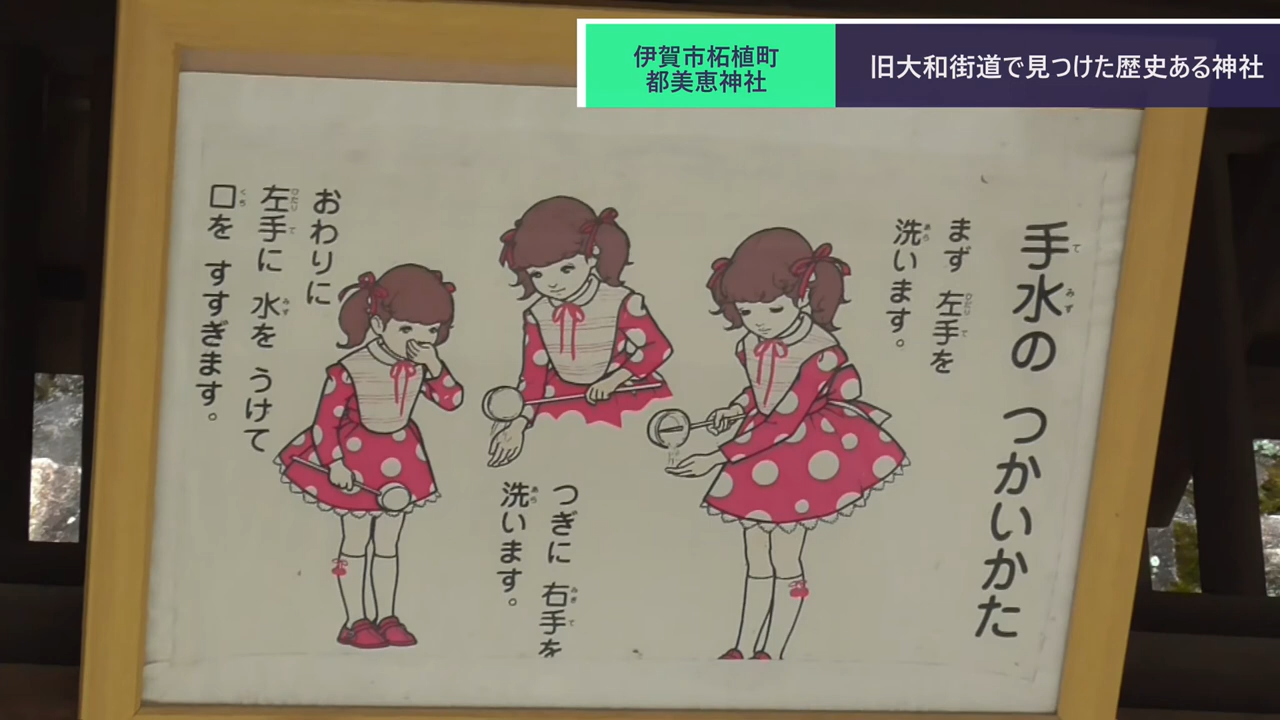 伊賀市柘植町
都美恵神社
旧大和街道で見つけた歴史ある神社
手水の つかいかた
まず 左手を
洗います。
つぎに 右手を
洗います。
おわりに
左手に 水を うけて
口を すすぎます。